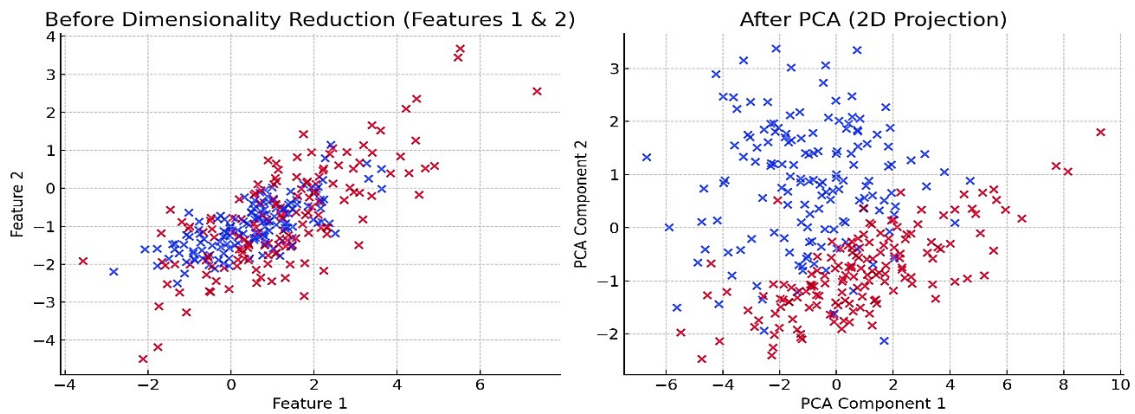 Before Dimensionality Reduction (Features 1 & 2)
4
3
2
1
0
−1
−2
−3
−4
Feature 2
−4 −2 0 2 4 6
Feature 1
After PCA (2D Projection)
3
2
1
0
−1
−2
PCA Component 2
−6 −4 −2 0 2 4 6 8 10
PCA Component 1